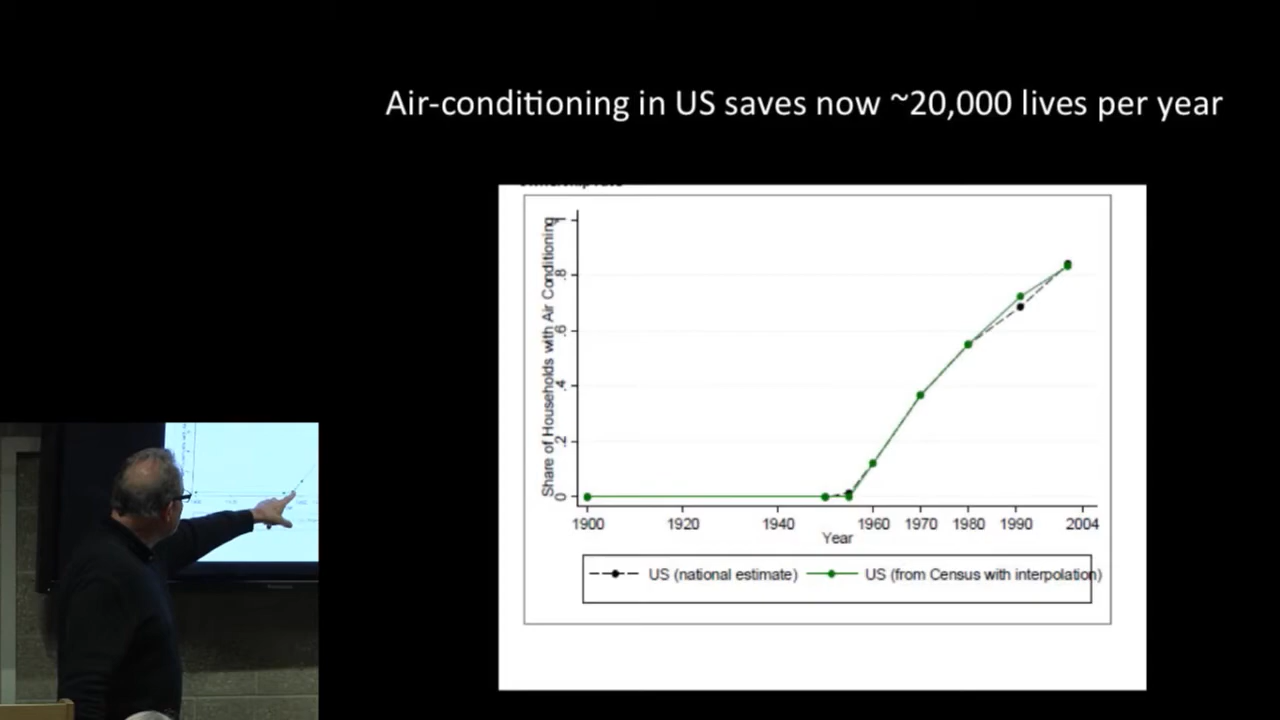 Air-conditioning in US saves now ~20,000 lives per year
Share of Households with Air Conditioning
1
.8
.6
.4
.2
0
1900 1920 1940 1960 1970 1980 1990 2004
Year
US (national estimate) US (from Census with interpolation)